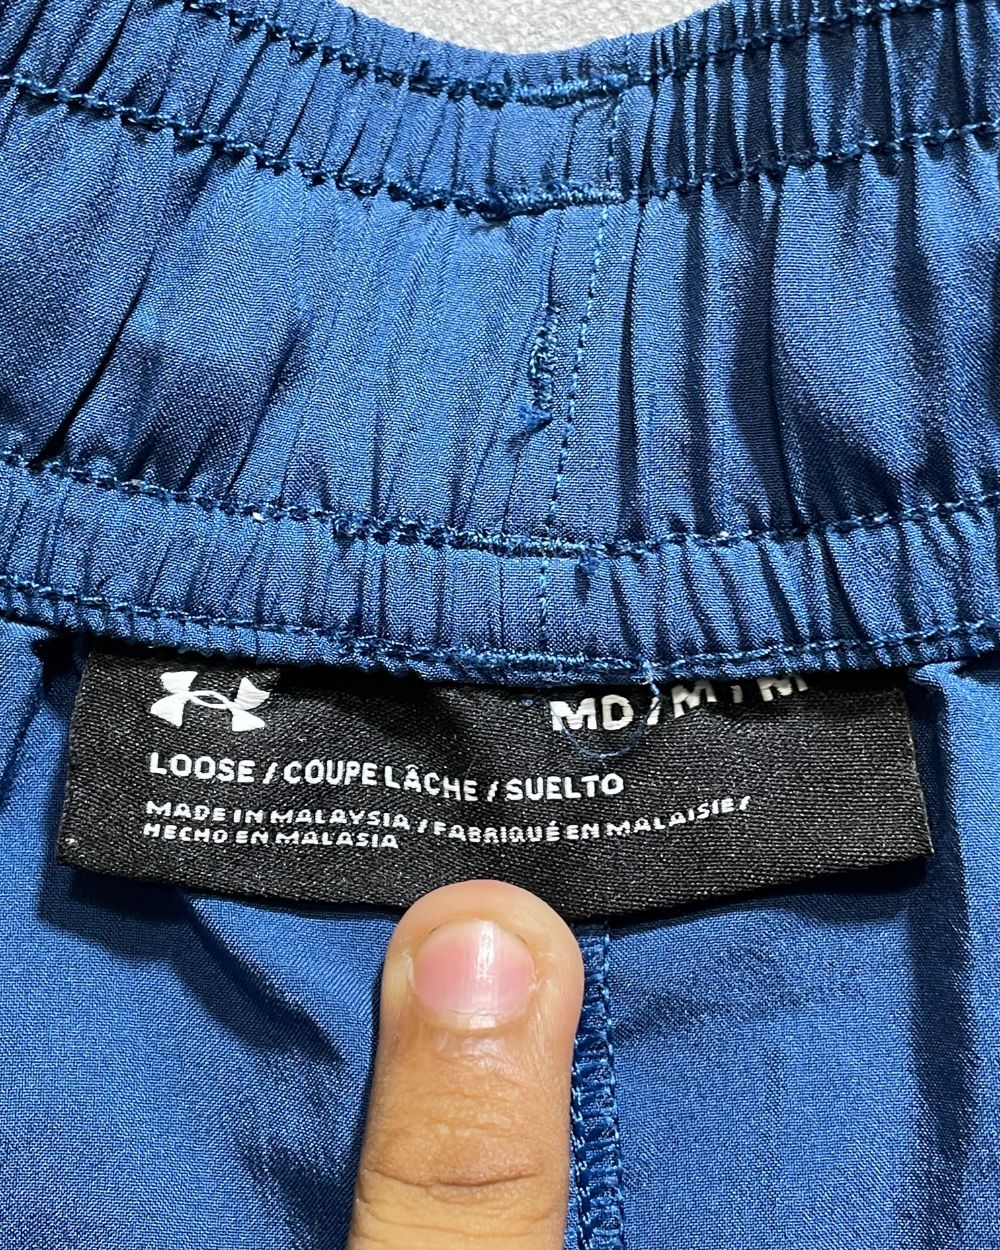 MD / M / M
LOOSE / COUPE LÂCHE / SUELTO
MADE IN MALAYSIA / FABRIQUÉ EN MALAISIE /
HECHO EN MALASIA